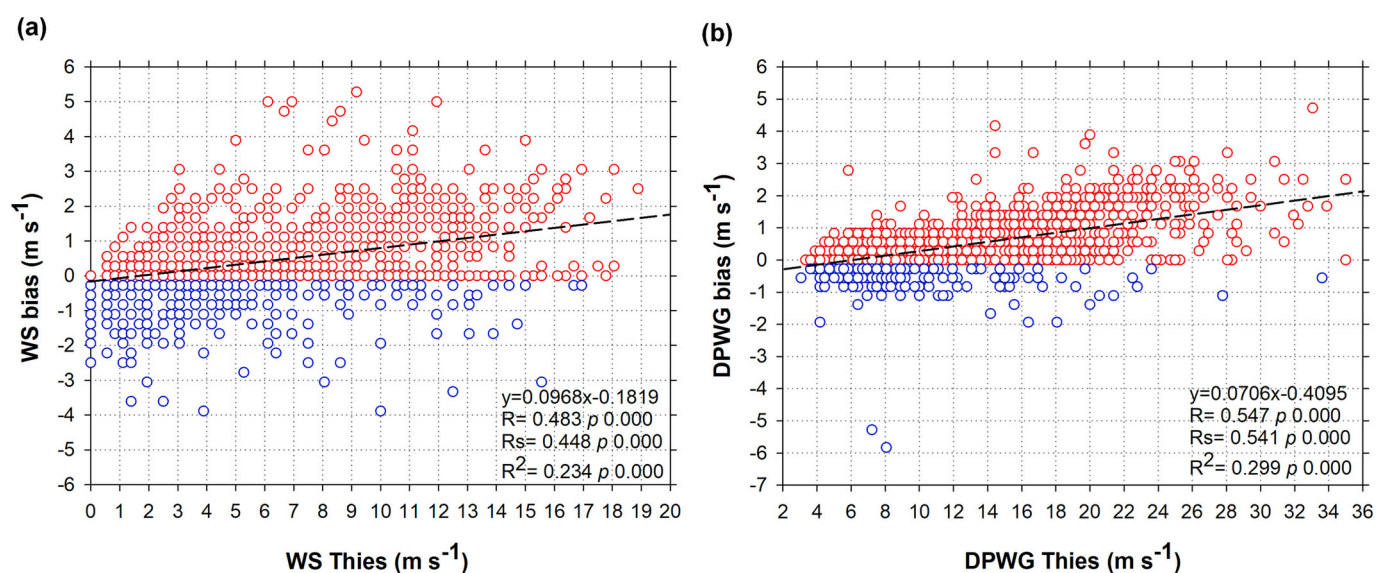 (a)
6
5
4
3
2
1
0
-1
-2
-3
-4
-5
-6
WS bias (m s⁻¹)
y=0.0968x-0.1819
R= 0.483 p 0.000
Rs= 0.448 p 0.000
R²= 0.234 p 0.000
0 1 2 3 4 5 6 7 8 9 10 11 12 13 14 15 16 17 18 19 20
WS Thies (m s⁻¹)
(b)
6
5
4
3
2
1
0
-1
-2
-3
-4
-5
-6
-7
DPWG bias (m s⁻¹)
y=0.0706x-0.4095
R= 0.547 p 0.000
Rs= 0.541 p 0.000
R²= 0.299 p 0.000
2 4 6 8 10 12 14 16 18 20 22 24 26 28 30 32 34 36
DPWG Thies (m s⁻¹)